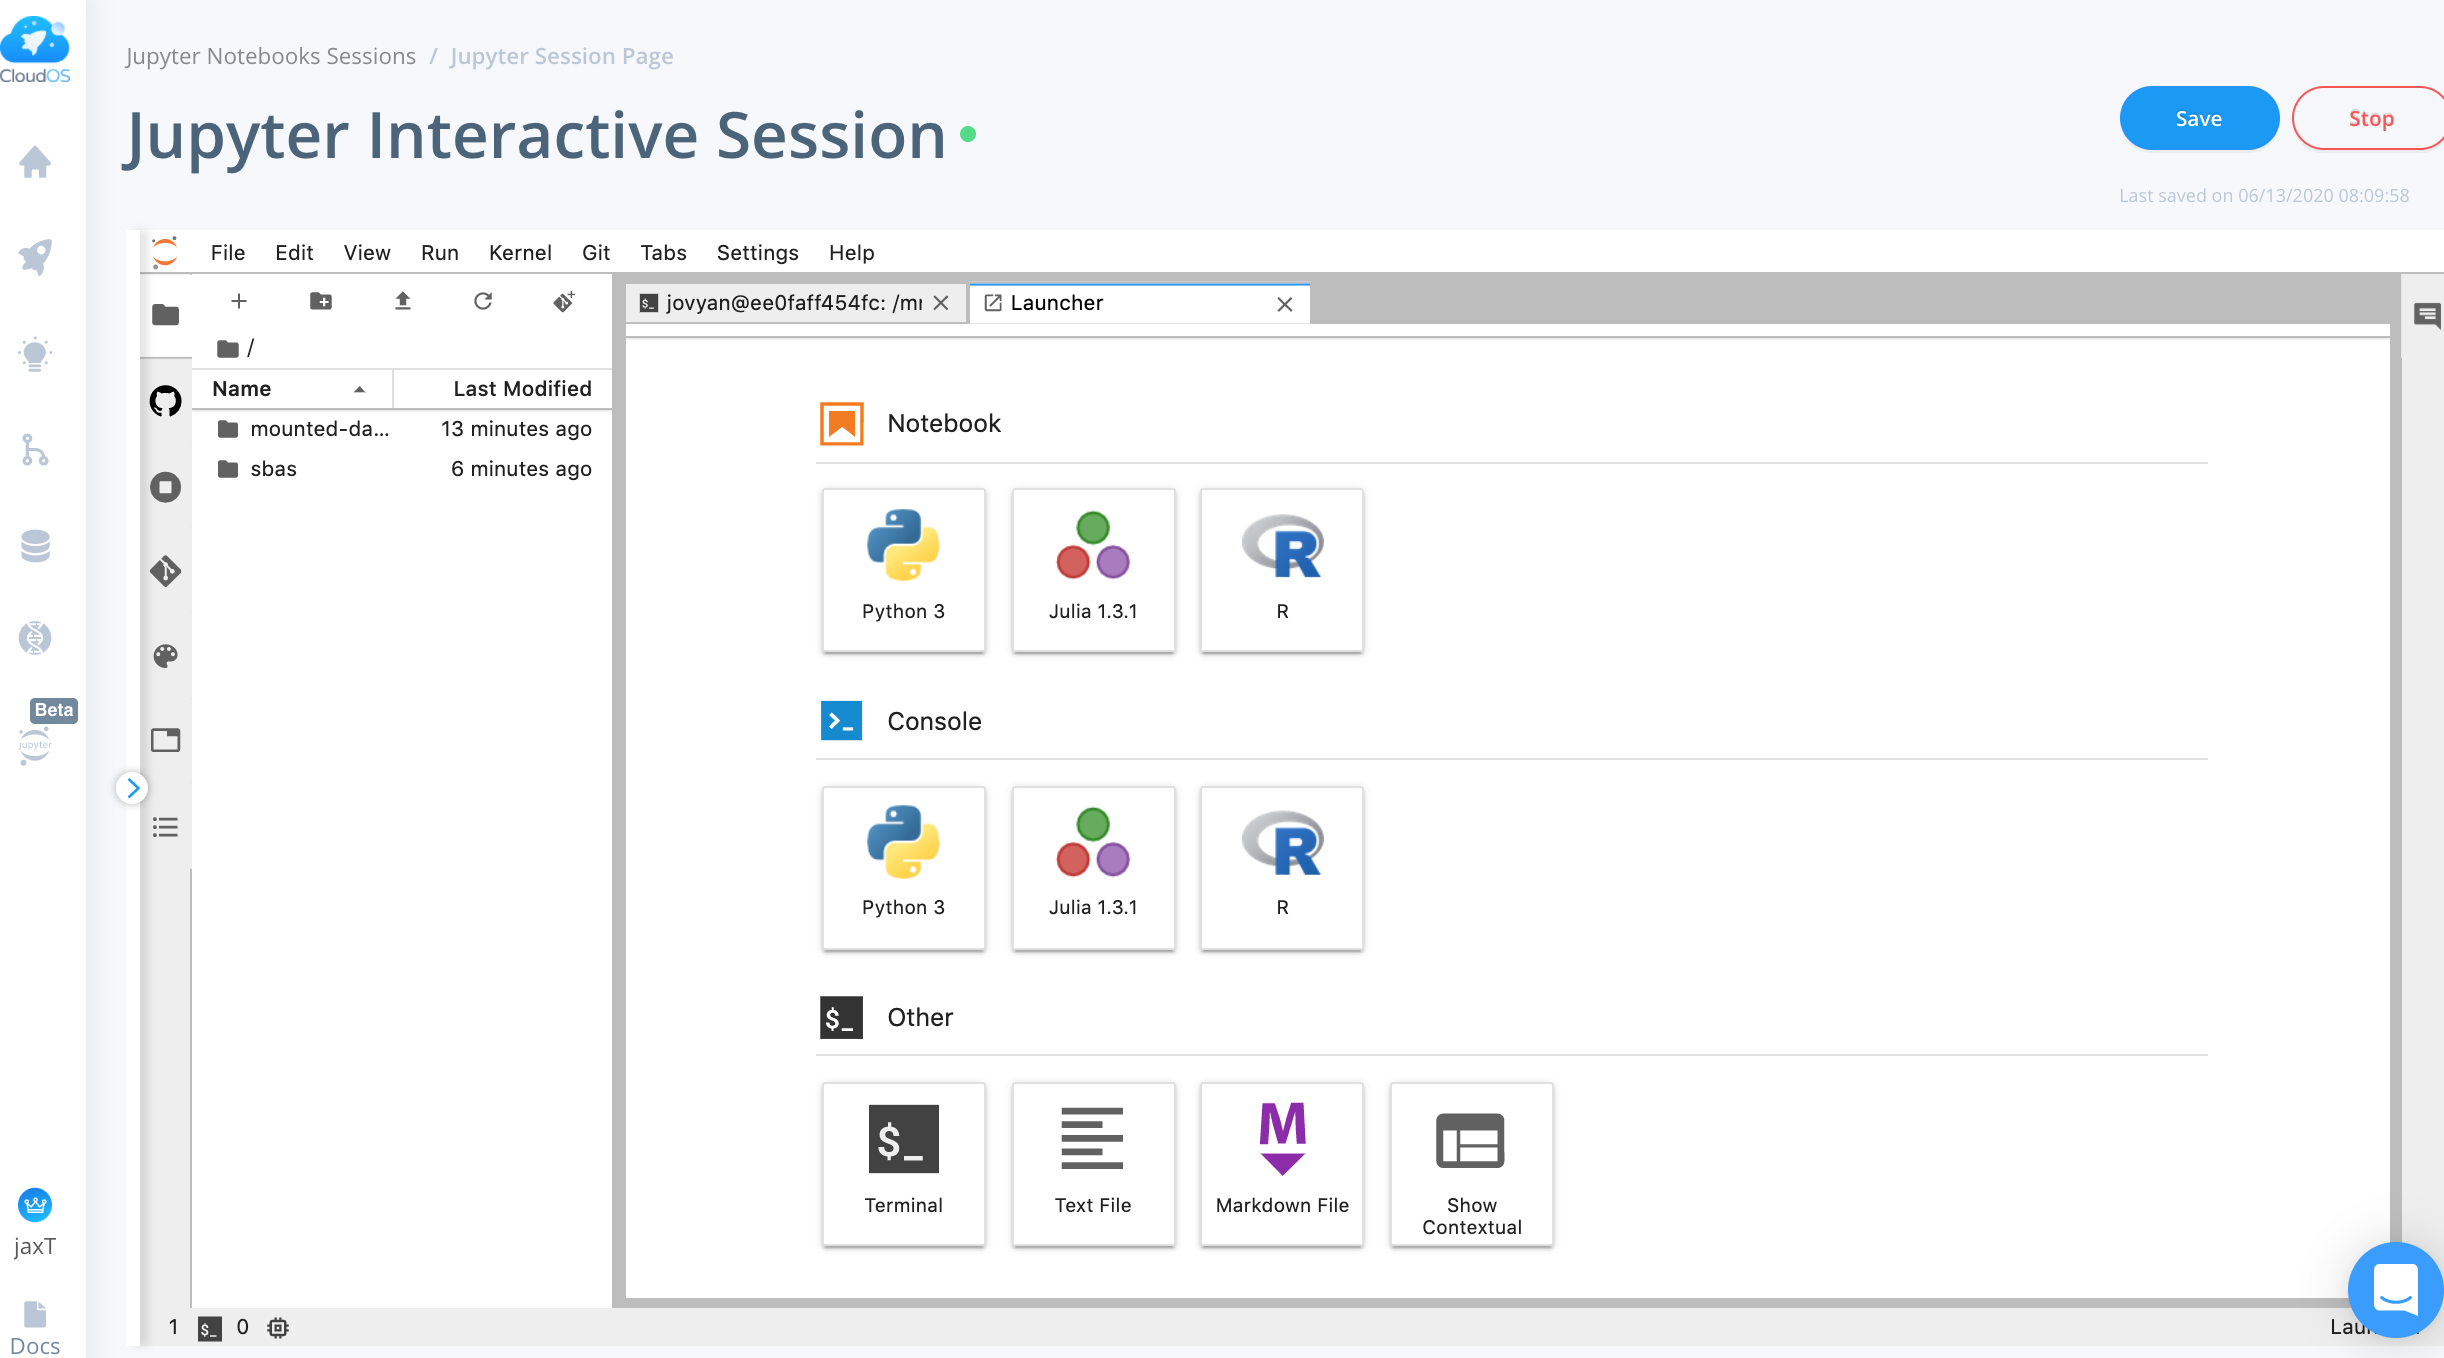 CloudOS
Jupyter Notebooks Sessions / Jupyter Session Page
Jupyter Interactive Session
Save
Stop
Last saved on 06/13/2020 08:09:58
File Edit View Run Kernel Git Tabs Settings Help
$_ jovyan@ee0faff454fc: /mr
Launcher
/
Name Last Modified
mounted-da... 13 minutes ago
sbas 6 minutes ago
Notebook
Python 3
Julia 1.3.1
R
Beta
jupyter
>_ Console
Python 3
Julia 1.3.1
R
$_ Other
$_
Terminal
Text File
M
Markdown File
Show
Contextual
jaxT
Docs
1 $_ 0
Lau